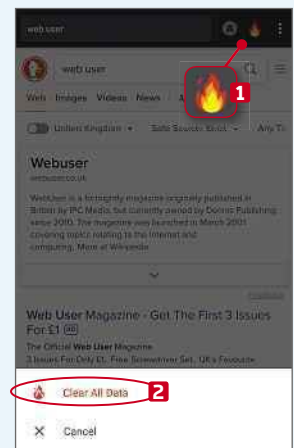 web user
web user
1
Web Images Videos News
United Kingdom Safe Search: Strict Any Ti
Webuser
webuser.co.uk
WebUser is a fortnightly magazine originally published in
Britain by IPC Media, but currently owned by Dennis Publishing
since 2010. The magazine was launched in March 2001
covering topics relating to the internet and
computing. More at Wikipedia
Web User Magazine - Get The First 3 Issues
For £1 Ad
The Official Web User Magazine
3 Issues For Only £1. Free Screwdriver Set. UK's Favourite
Clear All Data 2
Cancel